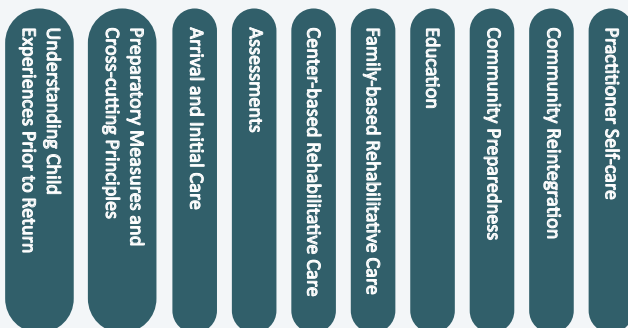 Understanding Child
Experiences Prior to Return
Preparatory Measures and
Cross-cutting Principles
Arrival and Initial Care
Assessments
Center-based Rehabilitative Care
Family-based Rehabilitative Care
Education
Community Preparedness
Community Reintegration
Practitioner Self-care